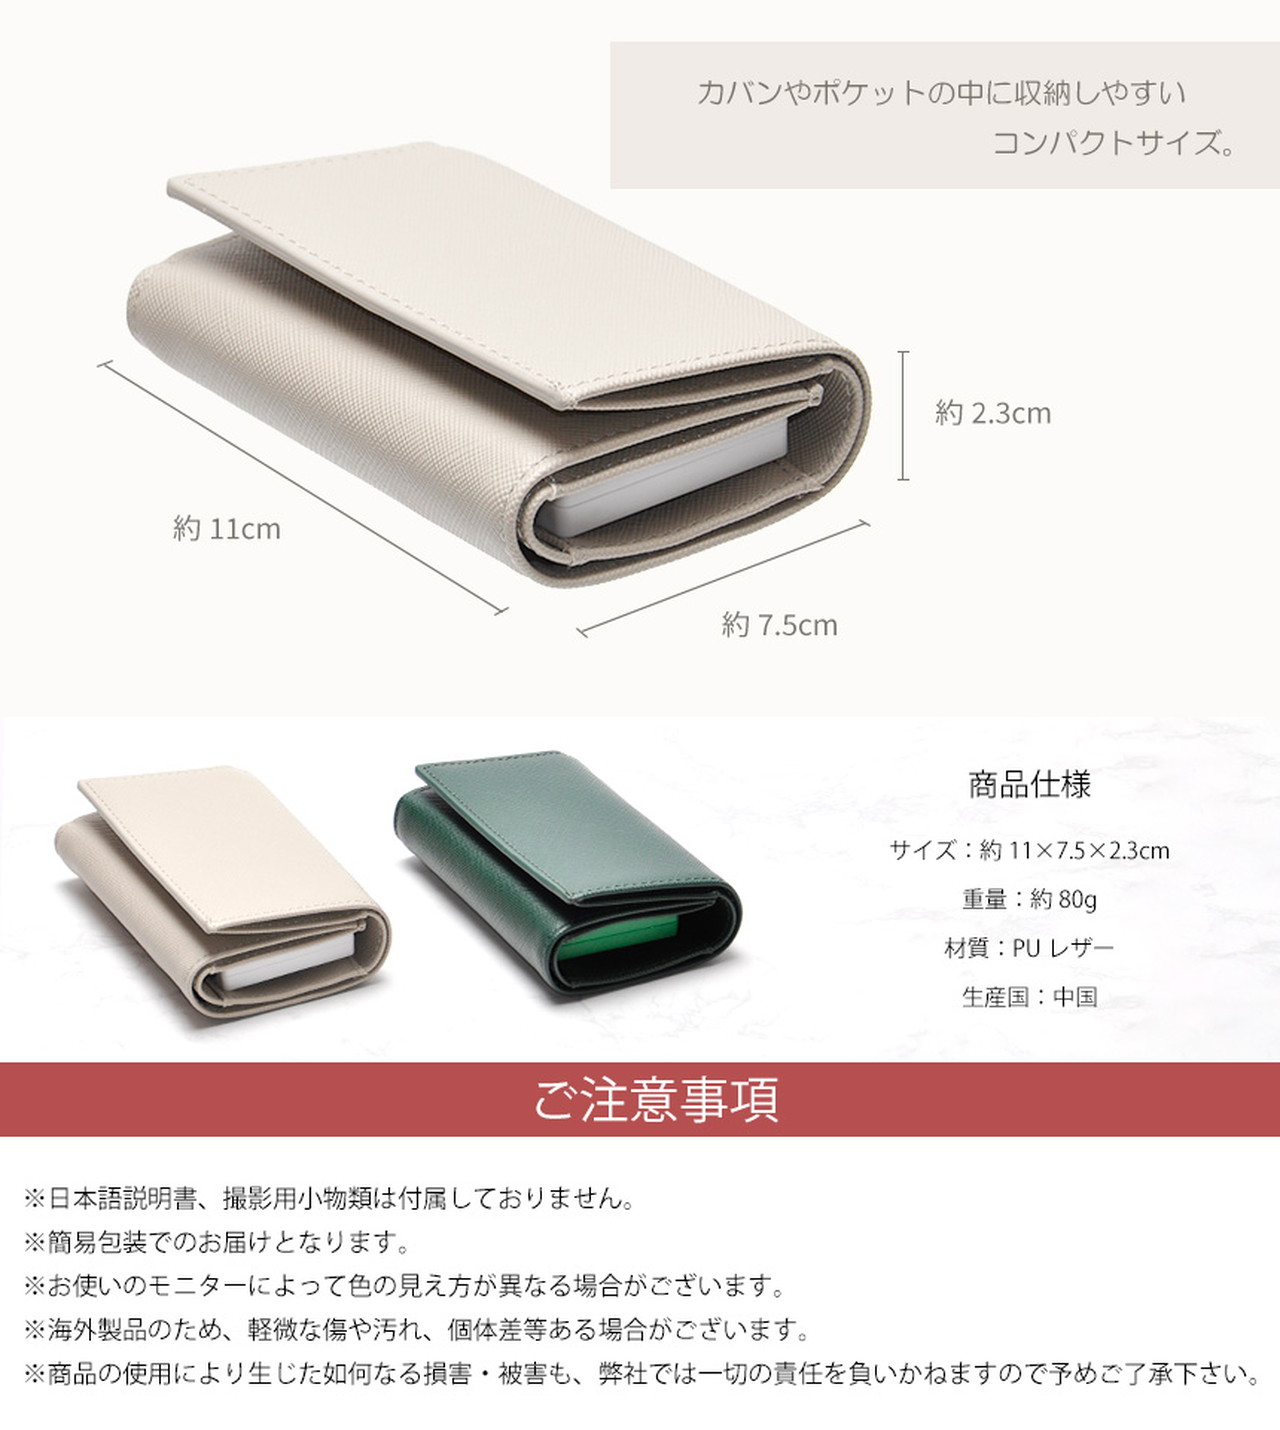 カバンやポケットの中に収納しやすい
コンパクトサイズ。
約 2.3cm
約 11cm
約 7.5cm
商品仕様
サイズ：約 11×7.5×2.3cm
重量：約 80g
材質：PU レザー
生産国：中国
ご注意事項
※日本語説明書、撮影用小物類は付属しておりません。
※簡易包装でのお届けとなります。
※お使いのモニターによって色の見え方が異なる場合がございます。
※海外製品のため、軽微な傷や汚れ、個体差等ある場合がございます。
※商品の使用により生じた如何なる損害・被害も、弊社では一切の責任を負いかねますので予めご了承下さい。